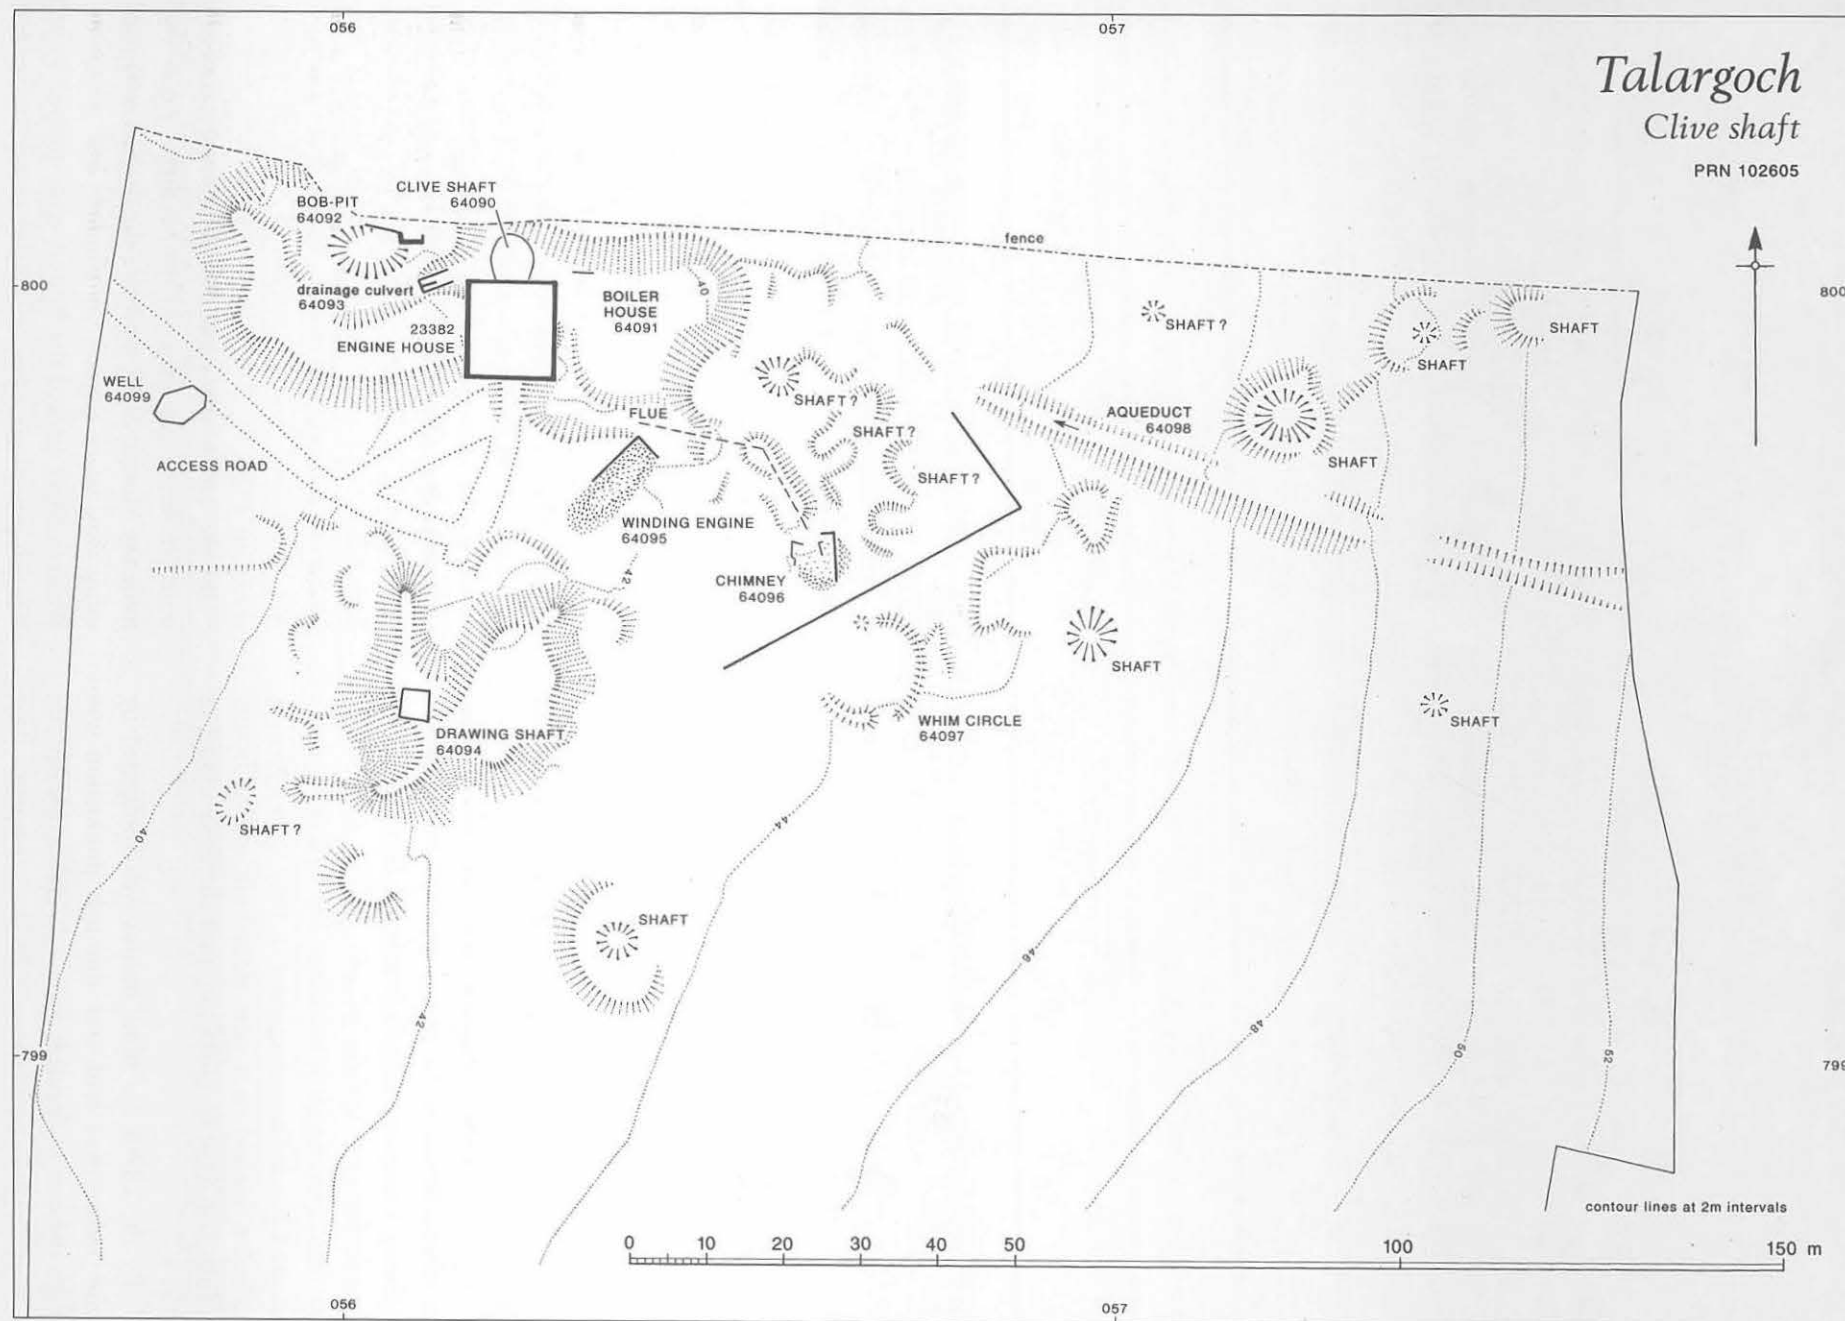 056
057
Talargoch
Clive shaft
PRN 102605
CLIVE SHAFT
64090
BOB-PIT
64092
fence
800
800
drainage culvert
64093
40
BOILER
HOUSE
64091
23382
ENGINE HOUSE
SHAFT ?
SHAFT
SHAFT
WELL
64099
SHAFT ?
FLUE
AQUEDUCT
64098
SHAFT ?
SHAFT
ACCESS ROAD
SHAFT ?
WINDING ENGINE
64095
42
CHIMNEY
64096
SHAFT
WHIM CIRCLE
64097
SHAFT
DRAWING SHAFT
64094
SHAFT ?
40
44
SHAFT
46
42
48
50
52
799
799
contour lines at 2m intervals
0 10 20 30 40 50 100 150 m
056
057